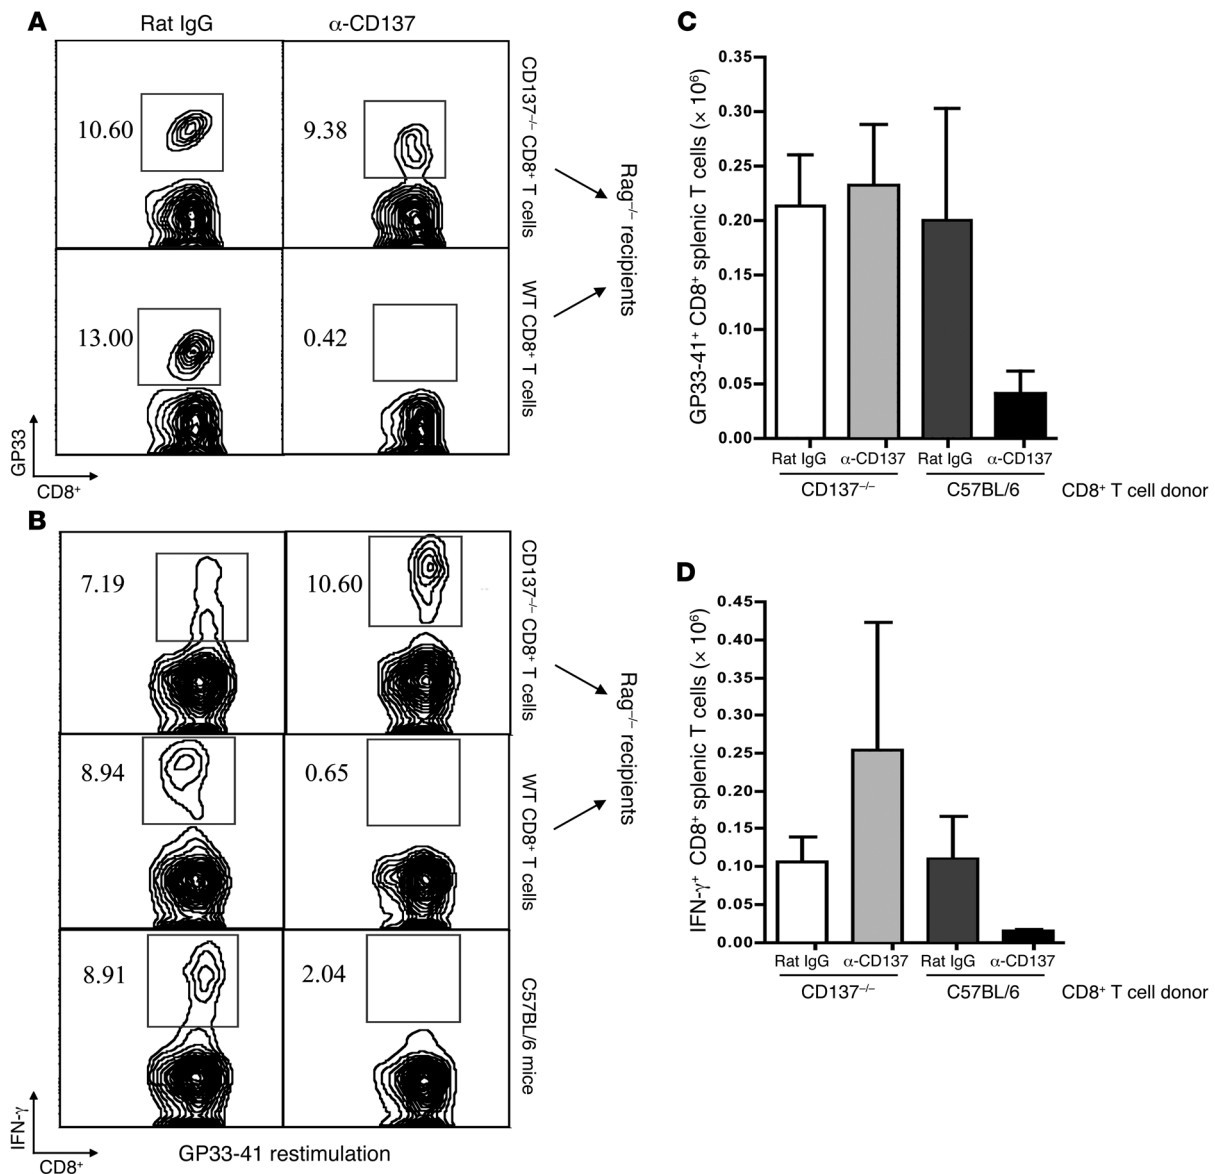 A
Rat IgG
α-CD137
10.60
9.38
CD137⁻/⁻ CD8⁺ T cells
13.00
0.42
WT CD8⁺ T cells
Rag⁻/⁻ recipients
GP33
CD8⁺
B
7.19
10.60
CD137⁻/⁻ CD8⁺ T cells
8.94
0.65
WT CD8⁺ T cells
Rag⁻/⁻ recipients
8.91
2.04
C57BL/6 mice
IFN-γ
CD8⁺
GP33-41 restimulation
C
GP33-41⁺ CD8⁺ splenic T cells (× 10⁶)
0.35
0.30
0.25
0.20
0.15
0.10
0.05
0.00
Rat IgG α-CD137 Rat IgG α-CD137
CD137⁻/⁻ C57BL/6 CD8⁺ T cell donor
D
IFN-γ⁺ CD8⁺ splenic T cells (× 10⁶)
0.45
0.40
0.35
0.30
0.25
0.20
0.15
0.10
0.05
0.00
Rat IgG α-CD137 Rat IgG α-CD137
CD137⁻/⁻ C57BL/6 CD8⁺ T cell donor